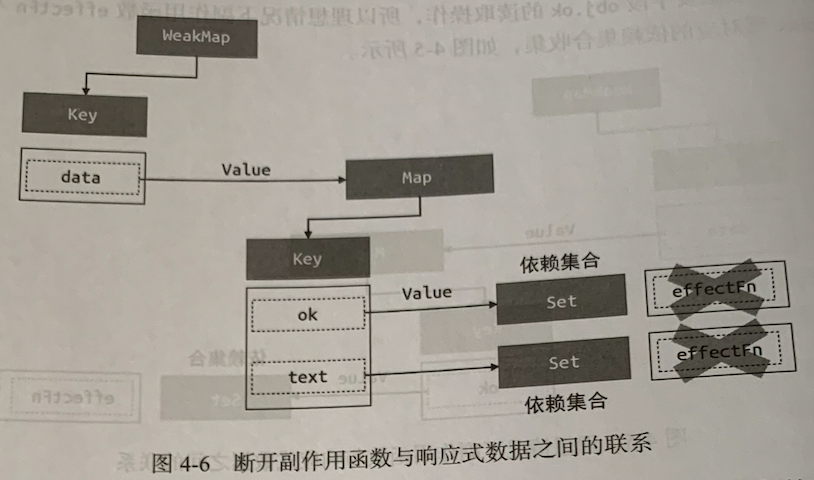 WeakMap
Key
data
Value
Map
Key
ok
Value
依赖集合
Set
effectFn
text
Set
effectFn
依赖集合
图 4-6 断开副作用函数与响应式数据之间的联系